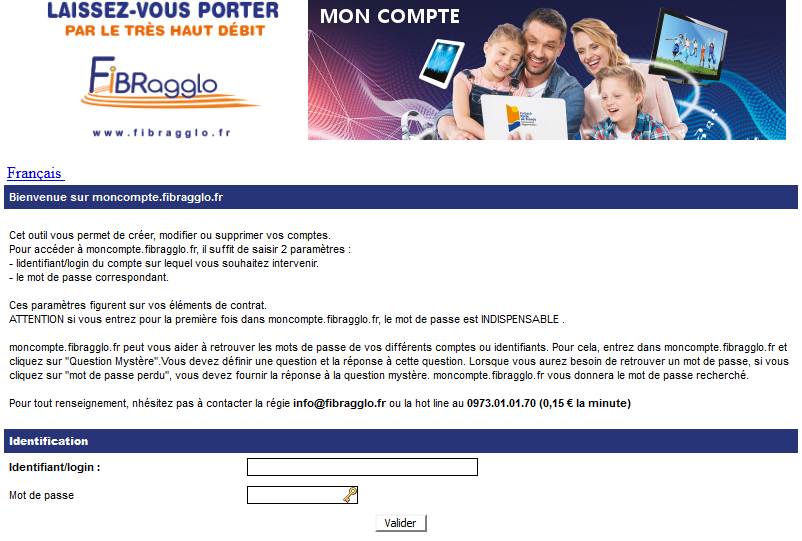 LAISSEZ-VOUS PORTER
PAR LE TRÈS HAUT DÉBIT
FiBRagglo
www.fibragglo.fr
MON COMPTE
Français
Bienvenue sur moncompte.fibragglo.fr
Cet outil vous permet de créer, modifier ou supprimer vos comptes.
Pour accéder à moncompte.fibragglo.fr, il suffit de saisir 2 paramètres :
- lidentifiant/login du compte sur lequel vous souhaitez intervenir.
- le mot de passe correspondant.
Ces paramètres figurent sur vos éléments de contrat.
ATTENTION si vous entrez pour la première fois dans moncompte.fibragglo.fr, le mot de passe est INDISPENSABLE .
moncompte.fibragglo.fr peut vous aider à retrouver les mots de passe de vos différents comptes ou identifiants. Pour cela, entrez dans moncompte.fibragglo.fr et
cliquez sur "Question Mystère".Vous devez définir une question et la réponse à cette question. Lorsque vous aurez besoin de retrouver un mot de passe, si vous
cliquez sur "mot de passe perdu", vous devez fournir la réponse à la question mystère. moncompte.fibragglo.fr vous donnera le mot de passe recherché.
Pour tout renseignement, nhésitez pas à contacter la régie info@fibragglo.fr ou la hot line au 0973.01.01.70 (0,15 € la minute)
Identification
Identifiant/login :
Mot de passe
Valider